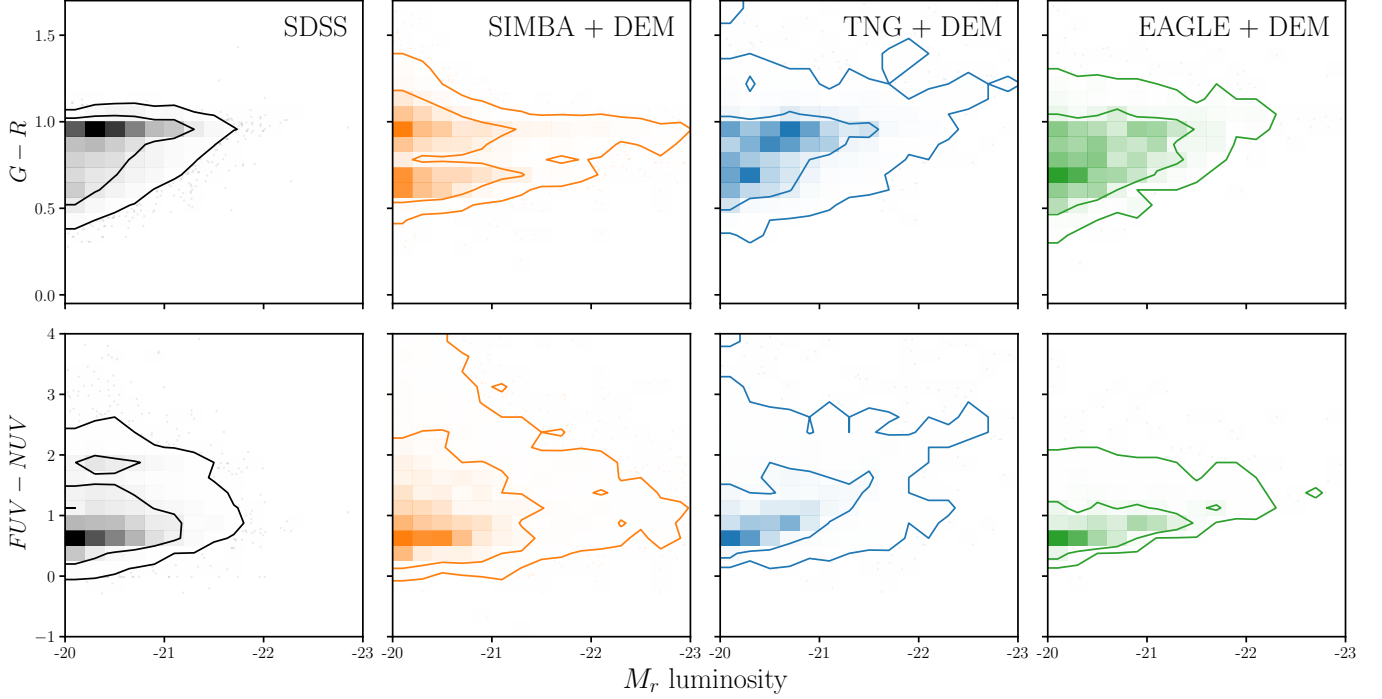 SDSS
SIMBA + DEM
TNG + DEM
EAGLE + DEM
1.5
1.0
0.5
0.0
G − R
4
3
2
1
0
−1
FUV − NUV
-20 -21 -22 -23
-20 -21 -22 -23
-20 -21 -22 -23
-20 -21 -22 -23
M_r luminosity